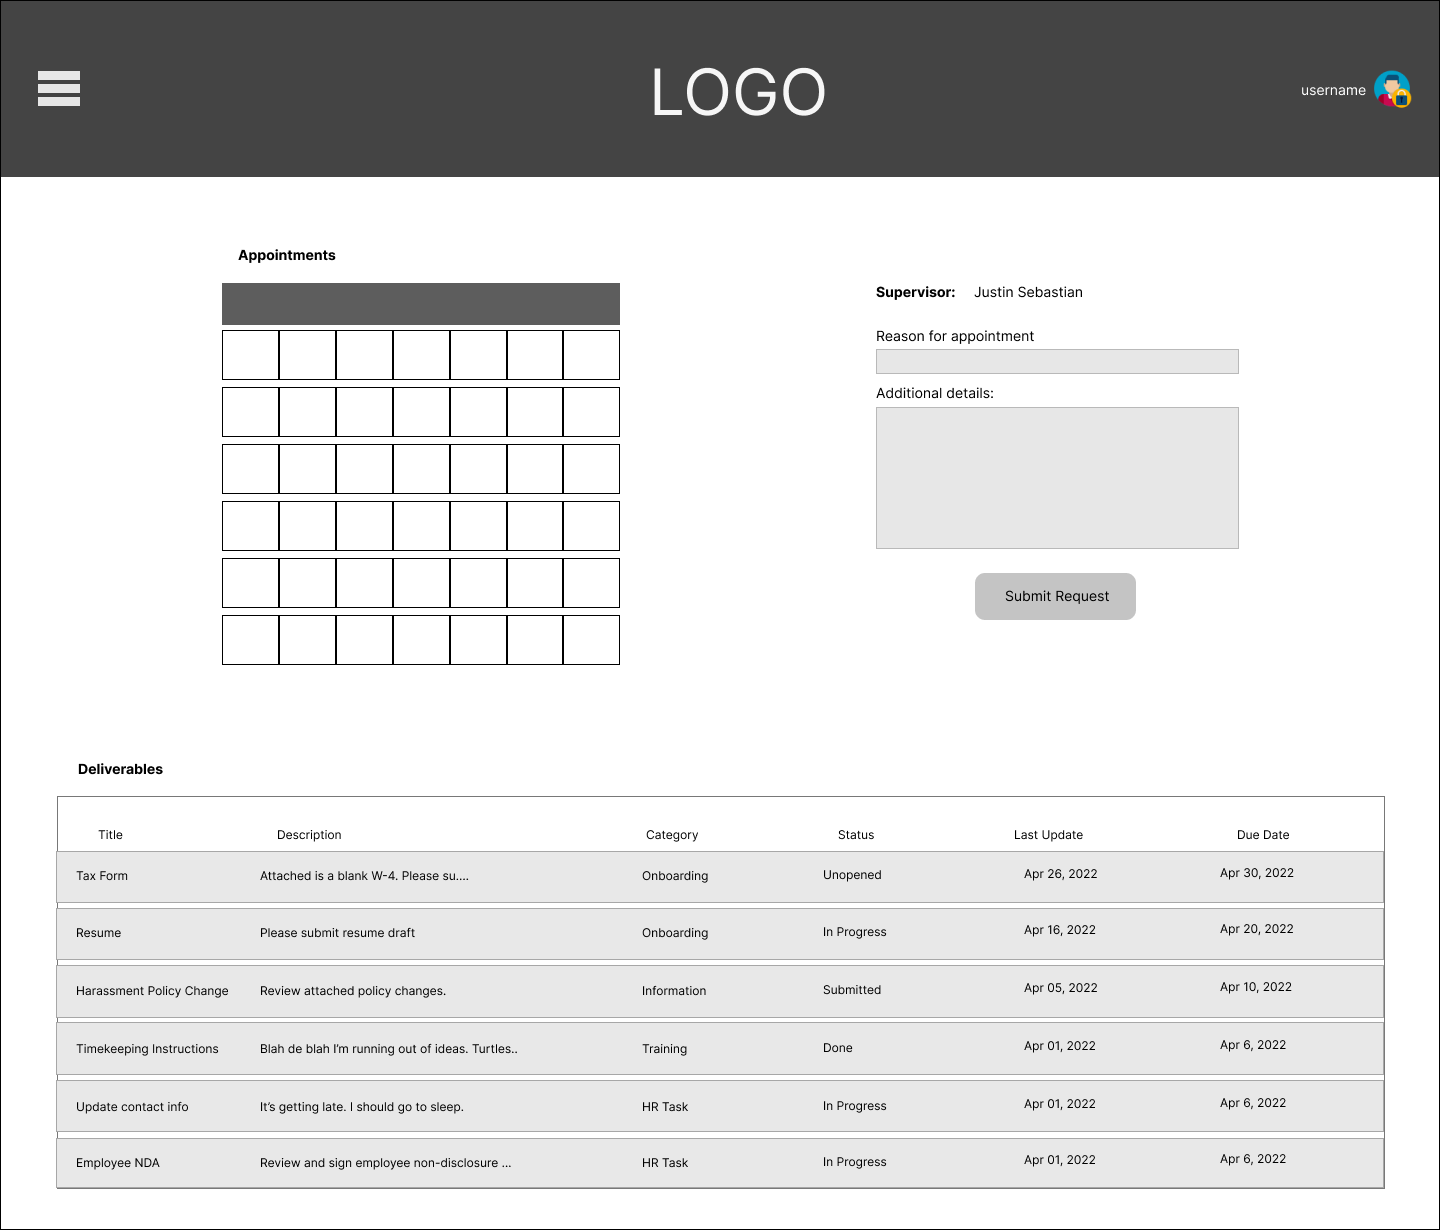 LOGO
username
Appointments
Supervisor: Justin Sebastian
Reason for appointment
Additional details:
Submit Request
Deliverables
Title Description Category Status Last Update Due Date
Tax Form Attached is a blank W-4. Please su.... Onboarding Unopened Apr 26, 2022 Apr 30, 2022
Resume Please submit resume draft Onboarding In Progress Apr 16, 2022 Apr 20, 2022
Harassment Policy Change Review attached policy changes. Information Submitted Apr 05, 2022 Apr 10, 2022
Timekeeping Instructions Blah de blah I’m running out of ideas. Turtles.. Training Done Apr 01, 2022 Apr 6, 2022
Update contact info It’s getting late. I should go to sleep. HR Task In Progress Apr 01, 2022 Apr 6, 2022
Employee NDA Review and sign employee non-disclosure ... HR Task In Progress Apr 01, 2022 Apr 6, 2022